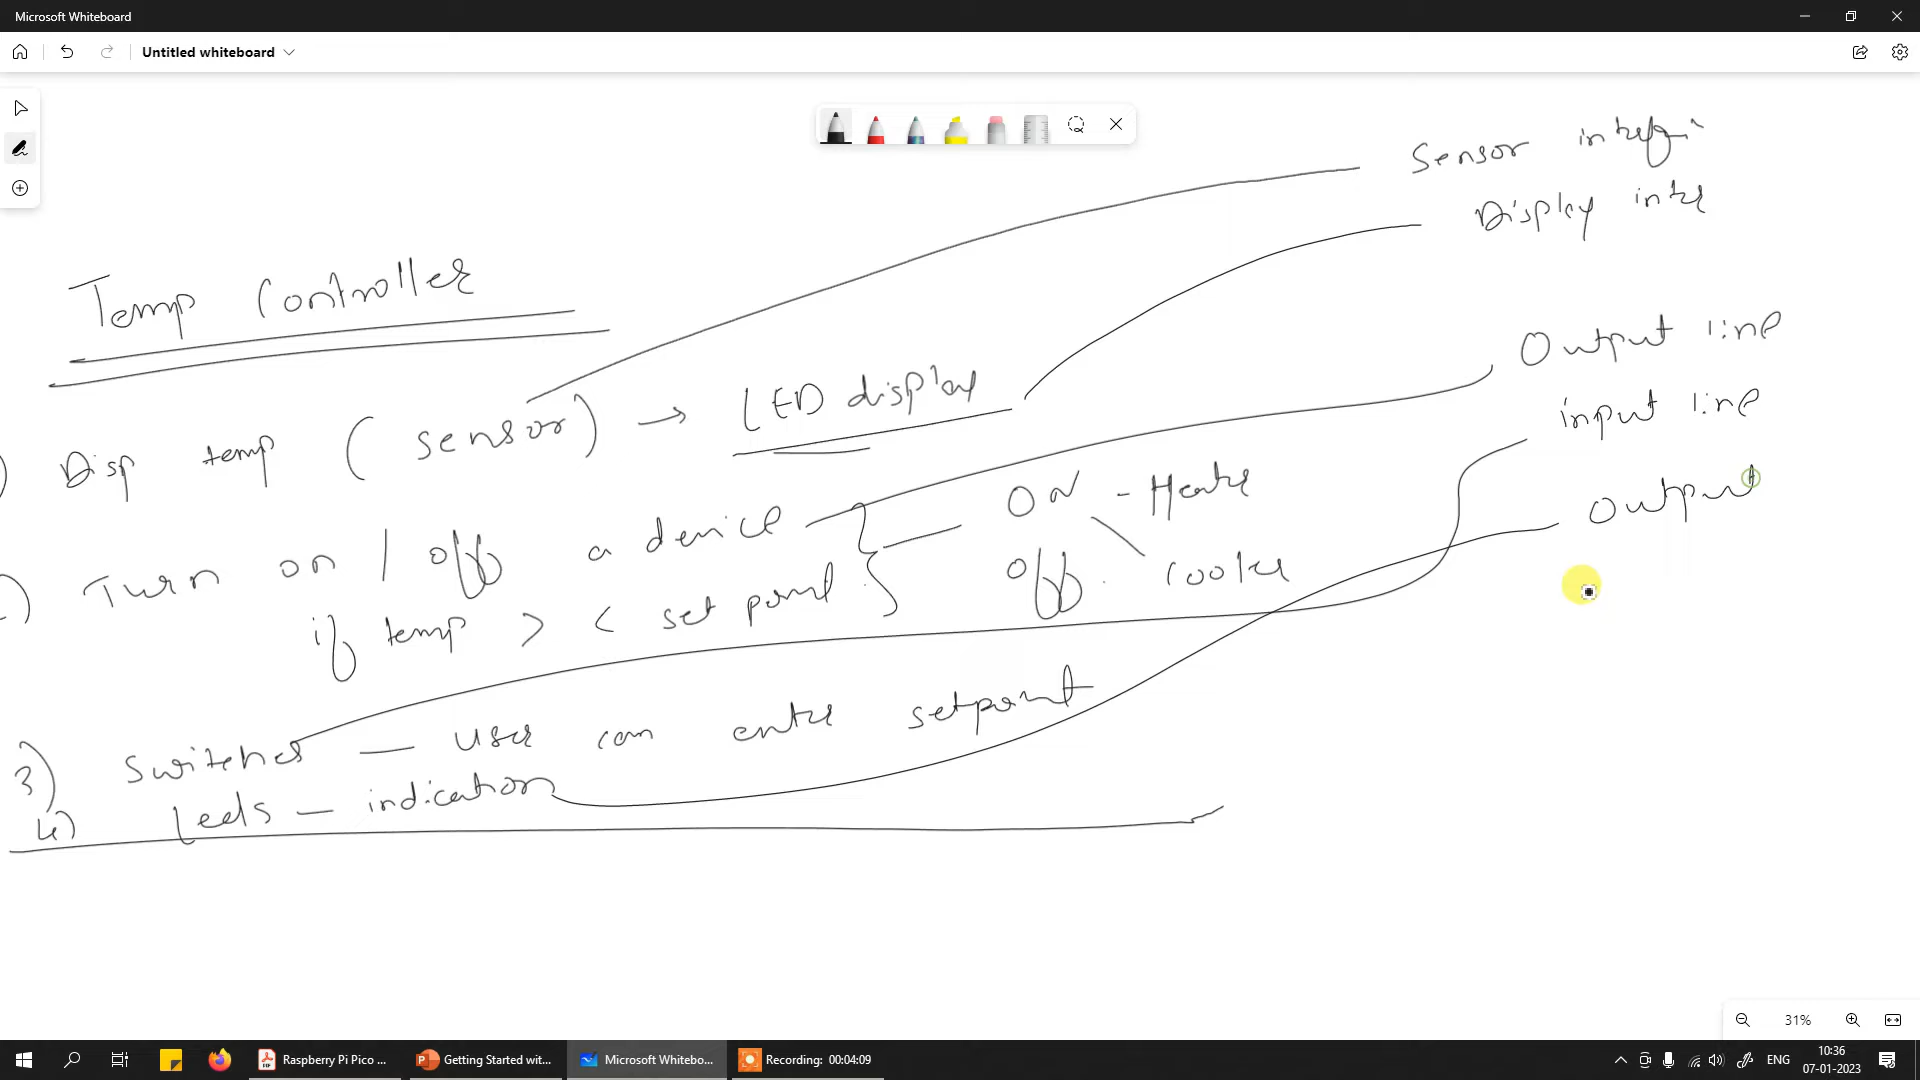 Microsoft Whiteboard
Untitled whiteboard
Sensor
Display inte
Temp Controller
Output line
input line
) Disp temp ( sensor ) → LED display
Output
) Turn on / off a device } - ON - Heater
if temp > < set point off. cooler
3) Switches — User can enter setpoint
4) Leds — indication
31%
Raspberry Pi Pico ...
Getting Started wit...
Microsoft Whitebo...
Recording: 00:04:09
ENG
10:36
07-01-2023